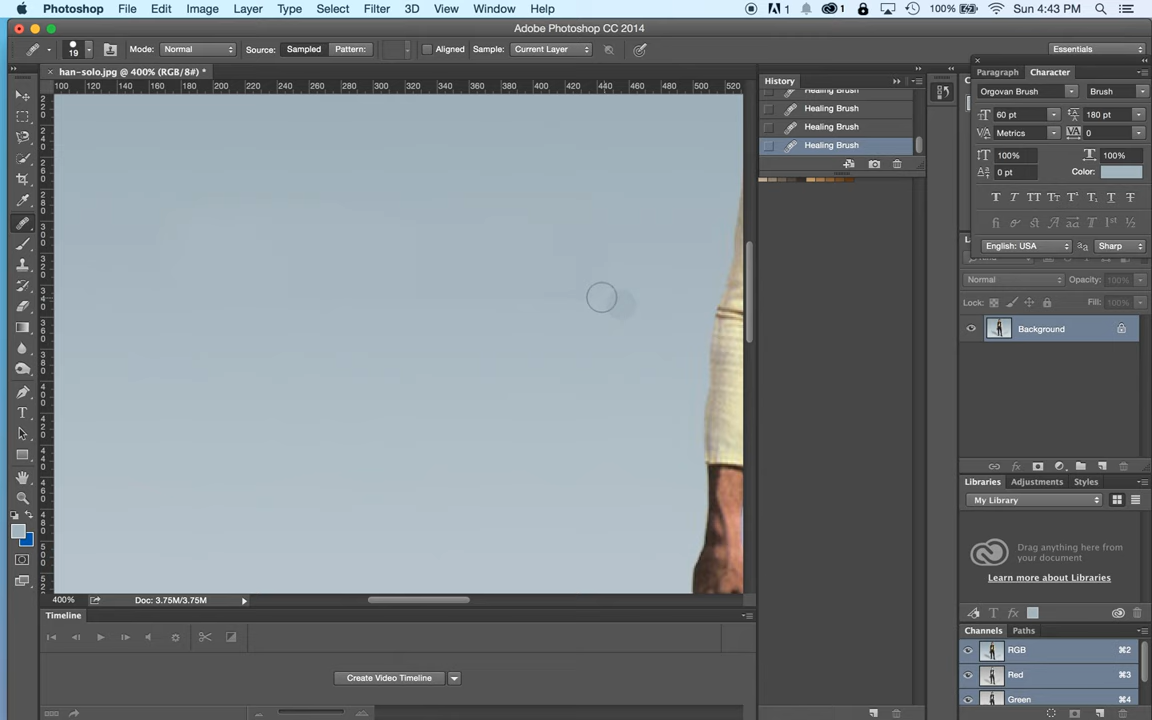 Photoshop File Edit Image Layer Type Select Filter 3D View Window Help 1 1 100% Sun 4:43 PM
Adobe Photoshop CC 2014
19 Mode: Normal Source: Sampled Pattern: Aligned Sample: Current Layer Essentials
han-solo.jpg @ 400% (RGB/8#) *
100 120 140 160 180 200 220 240 260 280 300 320 340 360 380 400 420 440 460 480 500 520
History
Healing Brush
Healing Brush
Healing Brush
Healing Brush
Paragraph Character
Orgovan Brush Brush
60 pt 180 pt
Metrics 0
100% 100%
0 pt Color:
English: USA Sharp
Normal Opacity:
Lock: Fill: 100%
Background
Libraries Adjustments Styles
My Library
Drag anything here from
your document
Learn more about Libraries
Channels Paths
RGB ⌘2
Red ⌘3
Green ⌘4
400% Doc: 3.75M/3.75M
Timeline
Create Video Timeline